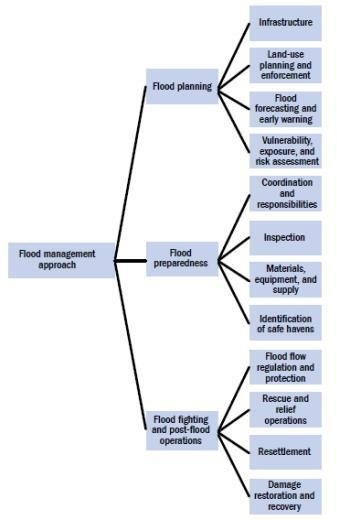 Infrastructure
Land-use
planning and
enforcement
Flood planning
Flood
forecasting and
early warning
Vulnerability,
exposure, and
risk assessment
Coordination
and
responsibilities
Inspection
Flood management
approach
Flood
preparedness
Materials,
equipment, and
supply
Identification
of safe havens
Flood flow
regulation and
protection
Rescue and
relief
operations
Flood fighting
and post-flood
operations
Resettlement
Damage
restoration and
recovery